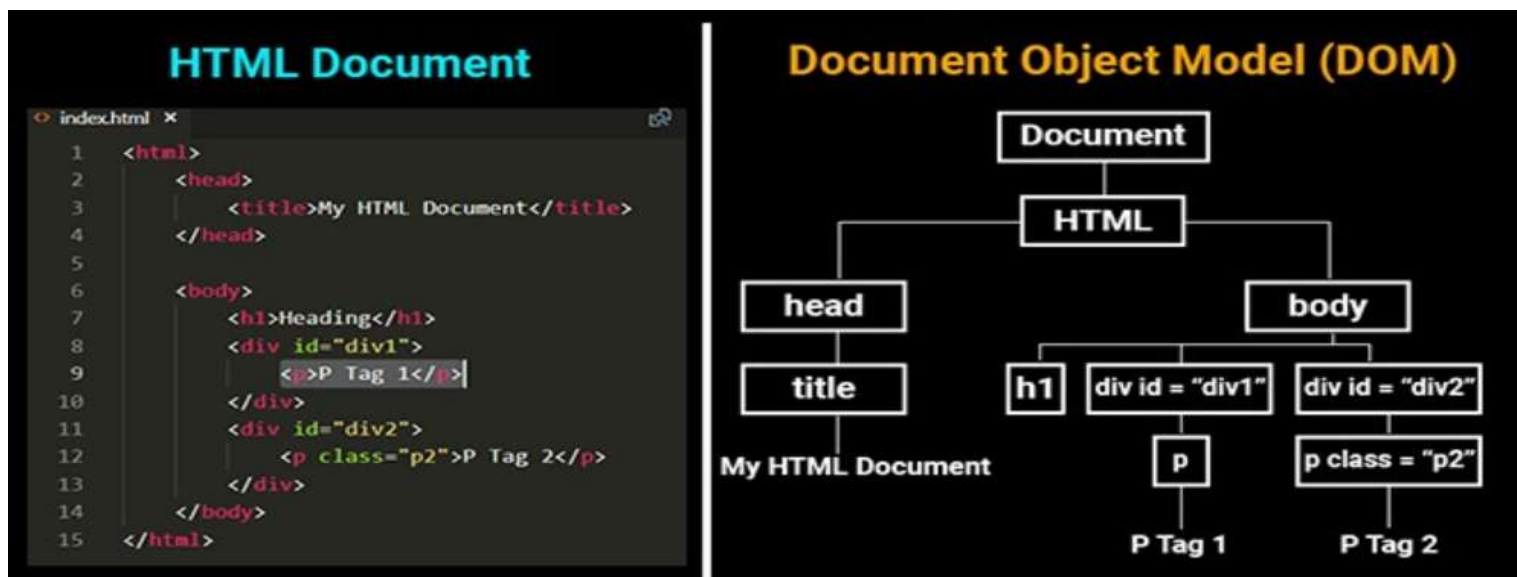 HTML Document
index.html ×
1 <html>
2 <head>
3 <title>My HTML Document</title>
4 </head>
5
6 <body>
7 <h1>Heading</h1>
8 <div id="div1">
9 <p>P Tag 1</p>
10 </div>
11 <div id="div2">
12 <p class="p2">P Tag 2</p>
13 </div>
14 </body>
15 </html>
Document Object Model (DOM)
Document
HTML
head body
title h1 div id = “div1” div id = “div2”
My HTML Document p p class = “p2”
P Tag 1 P Tag 2